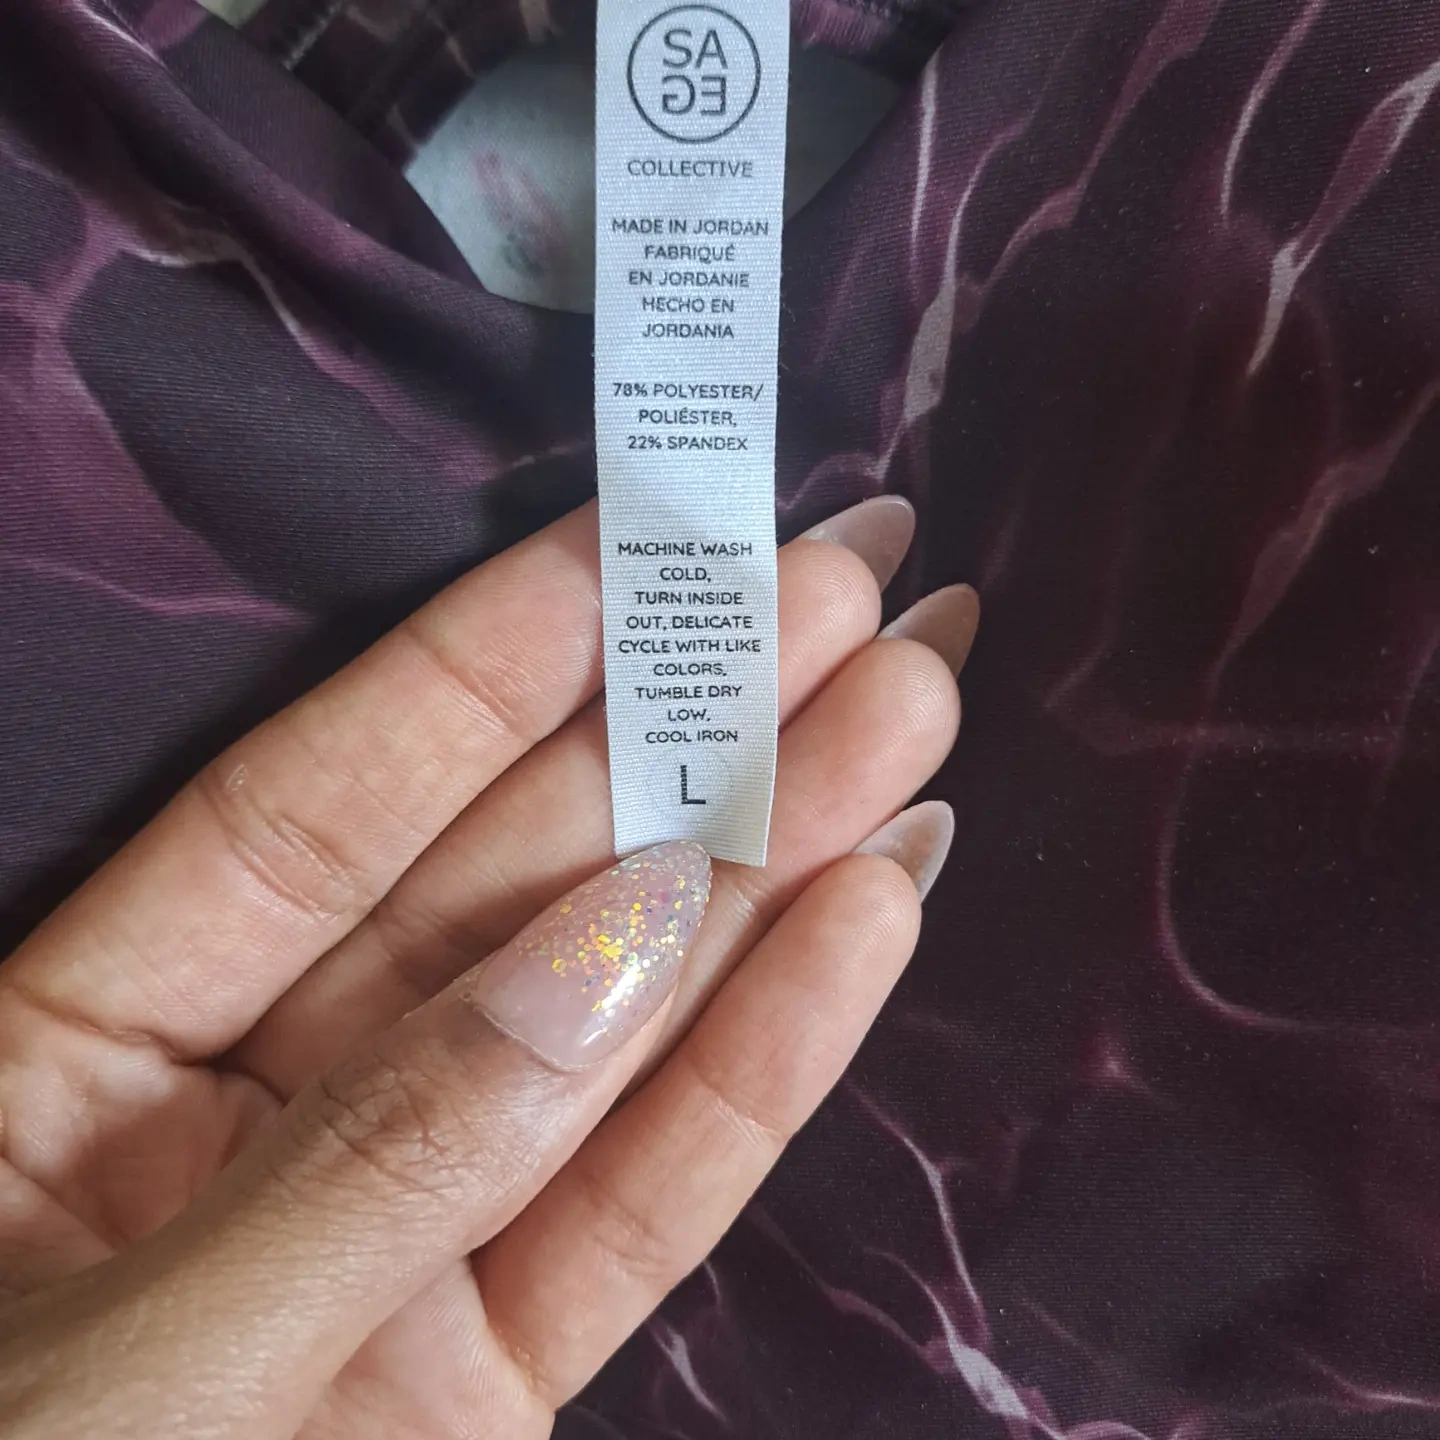 SA
GE
COLLECTIVE
MADE IN JORDAN
FABRIQUÉ
EN JORDANIE
HECHO EN
JORDANIA
78% POLYESTER/
POLIÉSTER,
22% SPANDEX
MACHINE WASH
COLD,
TURN INSIDE
OUT, DELICATE
CYCLE WITH LIKE
COLORS,
TUMBLE DRY
LOW.
COOL IRON
L